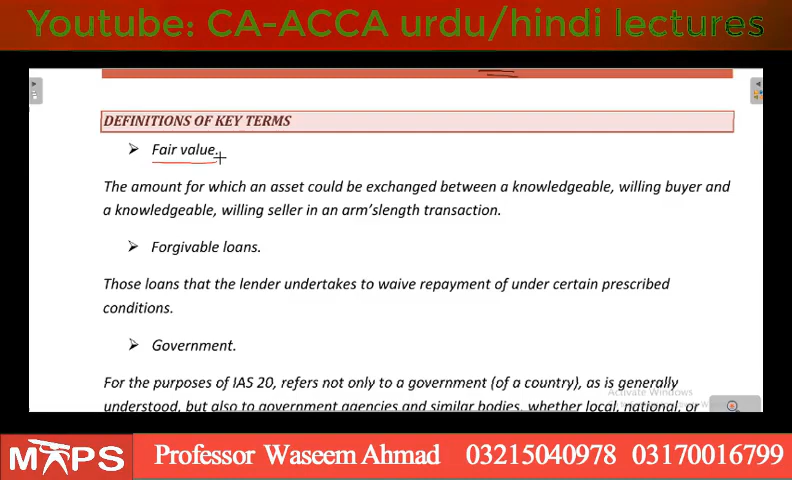 Youtube: CA-ACCA urdu/hindi lectures
DEFINITIONS OF KEY TERMS
➢ Fair value.
The amount for which an asset could be exchanged between a knowledgeable, willing buyer and
a knowledgeable, willing seller in an arm'slength transaction.
➢ Forgivable loans.
Those loans that the lender undertakes to waive repayment of under certain prescribed
conditions.
➢ Government.
For the purposes of IAS 20, refers not only to a government (of a country), as is generally
Activate Windows
understood, but also to government agencies and similar bodies, whether local, national, or
MAPS Professor Waseem Ahmad 03215040978 03170016799